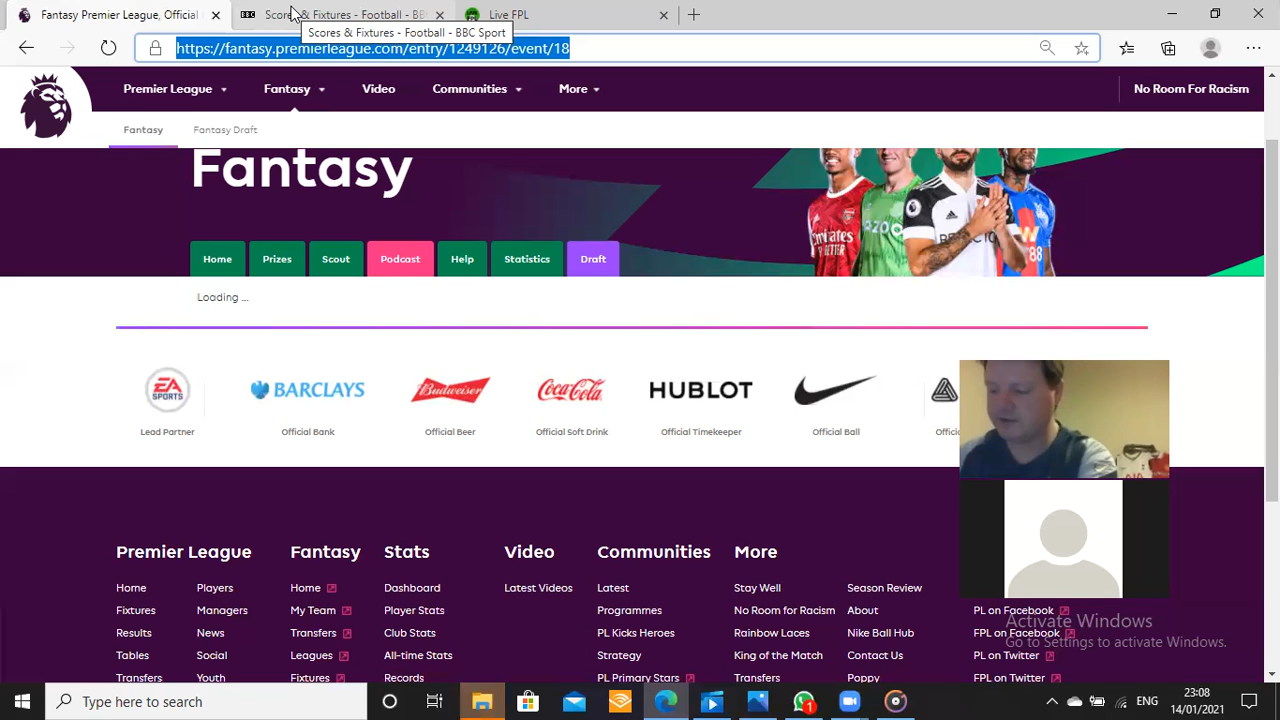 Premier League, Official
Scores & Fixtures - Football - BBC
Live FPL
Scores & Fixtures - Football - BBC Sport
https://fantasy.premierleague.com/entry/1249126/event/18
Premier League
Fantasy
Video
Communities
More
No Room For Racism
Fantasy
Fantasy Draft
Fantasy
Home
Prizes
Scout
Podcast
Help
Statistics
Draft
Loading ...
EA SPORTS
BARCLAYS
Budweiser
Coca-Cola
HUBLOT
Lead Partner
Official Bank
Official Beer
Official Soft Drink
Official Timekeeper
Official Ball
Premier League
Fantasy
Stats
Video
Communities
More
Home
Players
Home
Dashboard
Latest Videos
Latest
Stay Well
Season Review
Fixtures
Managers
My Team
Player Stats
Programmes
No Room for Racism
About
PL on Facebook
Results
News
Transfers
Club Stats
PL Kicks Heroes
Rainbow Laces
Nike Ball Hub
FPL on Facebook
Tables
Social
Leagues
All-time Stats
Strategy
King of the Match
Contact Us
PL on Twitter
Transfers
Youth
Fixtures
Records
PL Primary Stars
Transfers
Poppy
FPL on Twitter
Activate Windows
Go to Settings to activate Windows.
Type here to search
1
ENG
23:08
14/01/2021